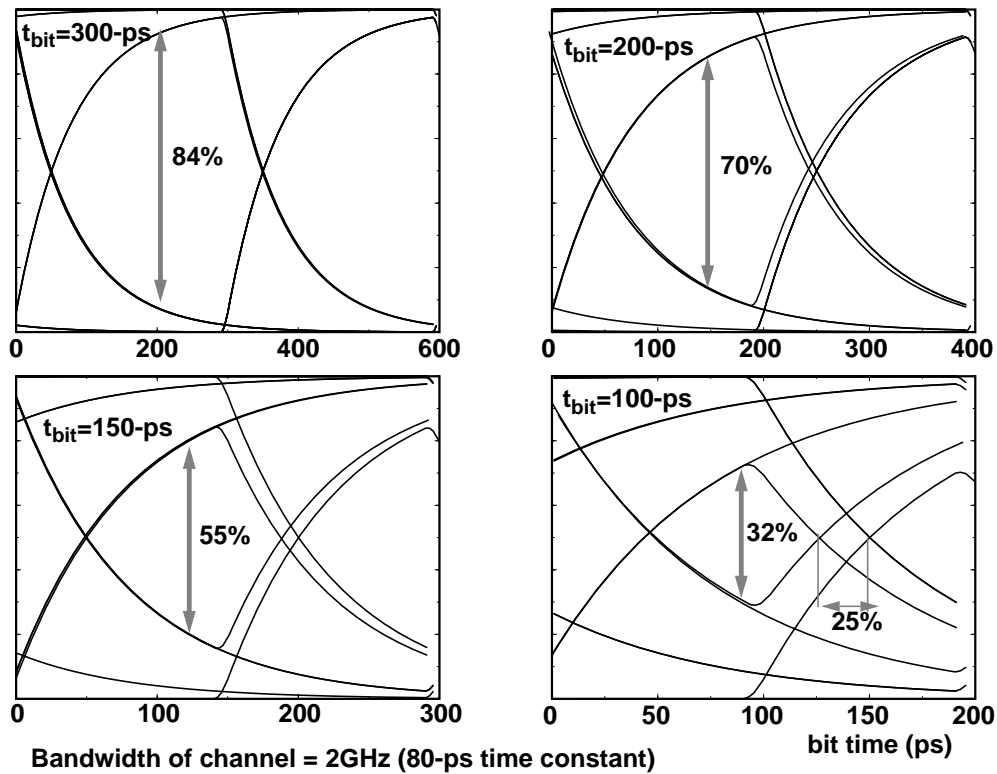 t_bit=300-ps
84%
0 200 400 600
t_bit=200-ps
70%
0 100 200 300 400
t_bit=150-ps
55%
0 100 200 300
t_bit=100-ps
32%
25%
0 50 100 150 200
bit time (ps)
Bandwidth of channel = 2GHz (80-ps time constant)